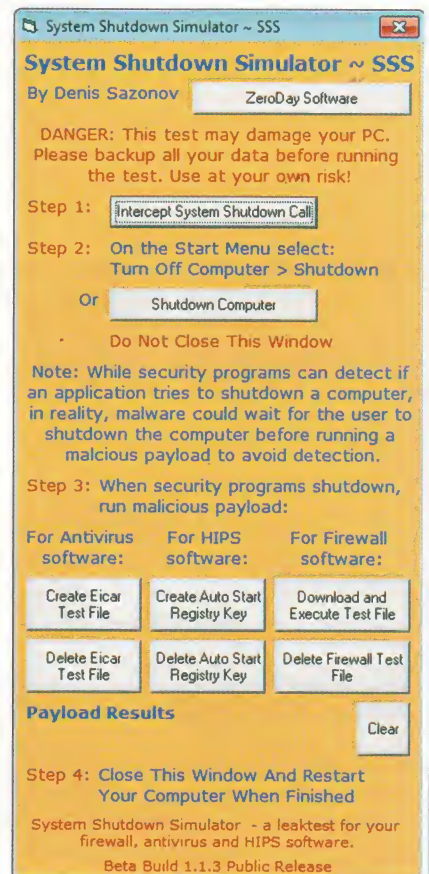 System Shutdown Simulator ~ SSS
System Shutdown Simulator ~ SSS
By Denis Sazonov
ZeroDay Software
DANGER: This test may damage your PC.
Please backup all your data before running
the test. Use at your own risk!
Step 1:
Intercept System Shutdown Call
Step 2: On the Start Menu select:
Turn Off Computer > Shutdown
Or
Shutdown Computer
Do Not Close This Window
Note: While security programs can detect if
an application tries to shutdown a computer,
in reality, malware could wait for the user to
shutdown the computer before running a
malcious payload to avoid detection.
Step 3: When security programs shutdown,
run malicious payload:
For Antivirus
software:
For HIPS
software:
For Firewall
software:
Create Eicar
Test File
Create Auto Start
Registry Key
Download and
Execute Test File
Delete Eicar
Test File
Delete Auto Start
Registry Key
Delete Firewall Test
File
Payload Results
Clear
Step 4: Close This Window And Restart
Your Computer When Finished
System Shutdown Simulator - a leaktest for your
firewall, antivirus and HIPS software.
Beta Build 1.1.3 Public Release